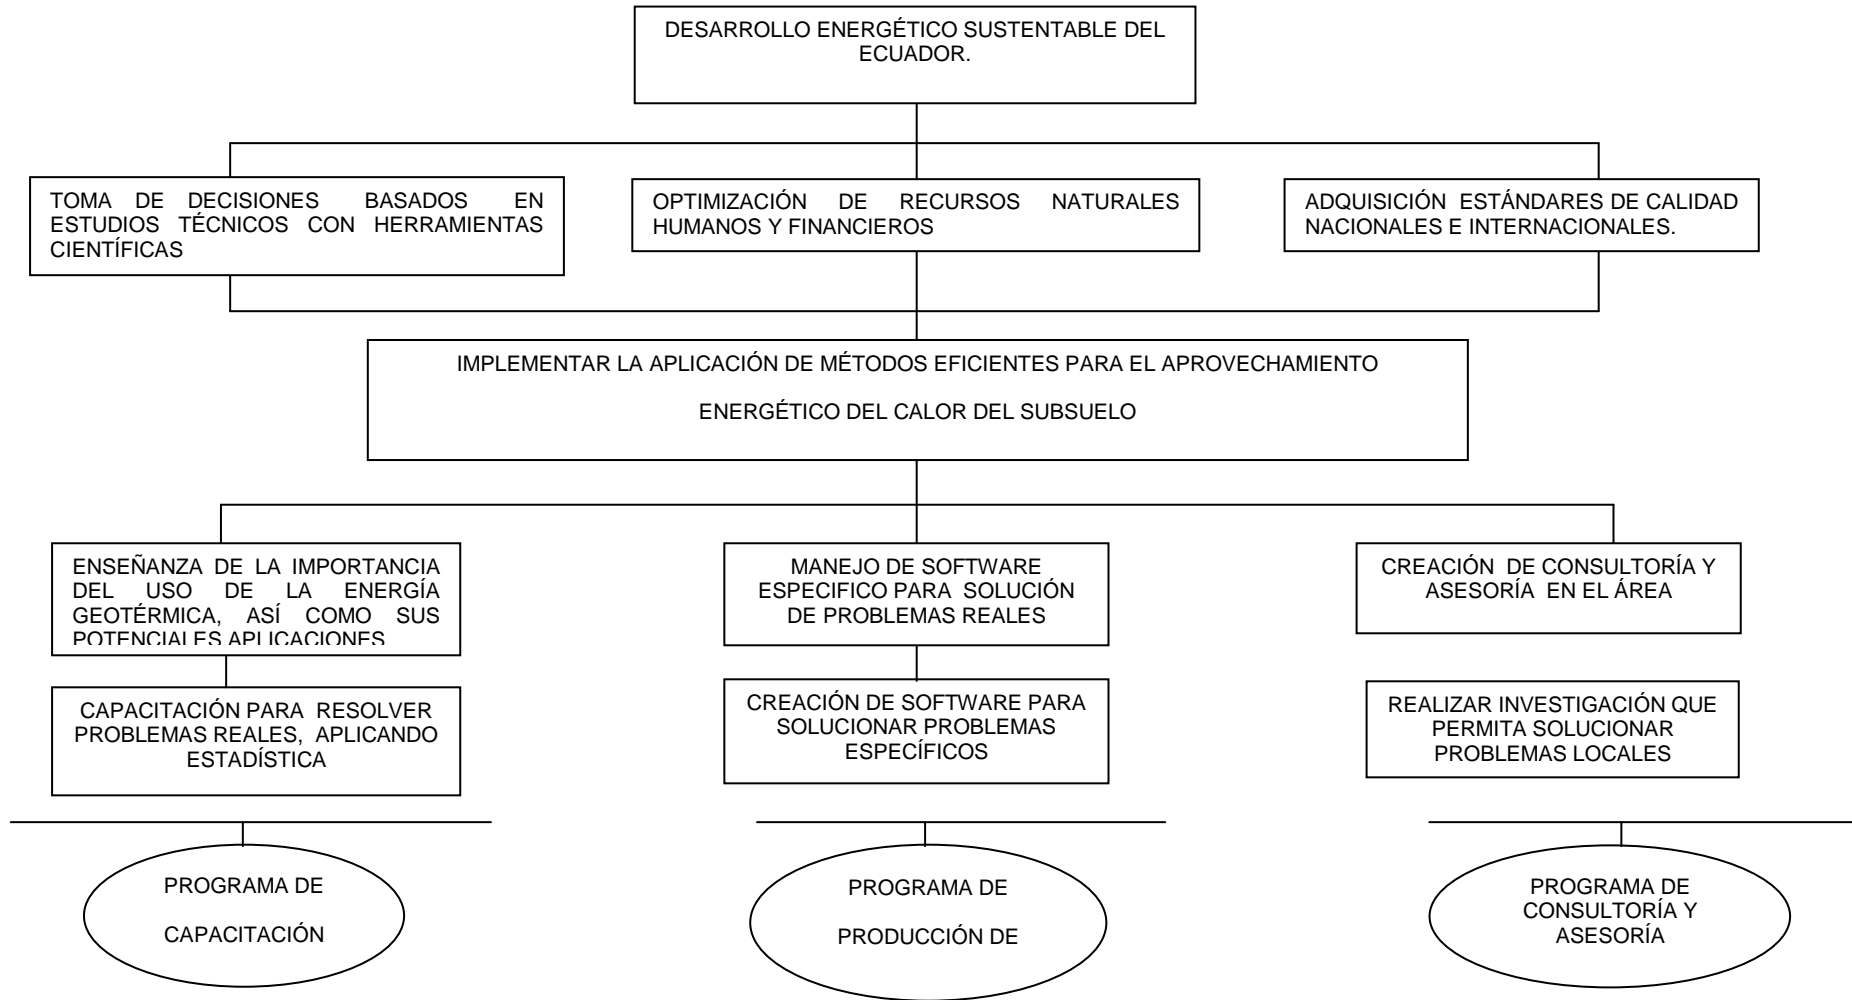 DESARROLLO ENERGÉTICO SUSTENTABLE DEL
ECUADOR.
TOMA DE DECISIONES BASADOS EN
ESTUDIOS TÉCNICOS CON HERRAMIENTAS
CIENTÍFICAS
OPTIMIZACIÓN DE RECURSOS NATURALES
HUMANOS Y FINANCIEROS
ADQUISICIÓN ESTÁNDARES DE CALIDAD
NACIONALES E INTERNACIONALES.
IMPLEMENTAR LA APLICACIÓN DE MÉTODOS EFICIENTES PARA EL APROVECHAMIENTO
ENERGÉTICO DEL CALOR DEL SUBSUELO
ENSEÑANZA DE LA IMPORTANCIA
DEL USO DE LA ENERGÍA
GEOTÉRMICA, ASÍ COMO SUS
POTENCIALES APLICACIONES
MANEJO DE SOFTWARE
ESPECIFICO PARA SOLUCIÓN
DE PROBLEMAS REALES
CREACIÓN DE CONSULTORÍA Y
ASESORÍA EN EL ÁREA
CAPACITACIÓN PARA RESOLVER
PROBLEMAS REALES, APLICANDO
ESTADÍSTICA
CREACIÓN DE SOFTWARE PARA
SOLUCIONAR PROBLEMAS
ESPECÍFICOS
REALIZAR INVESTIGACIÓN QUE
PERMITA SOLUCIONAR
PROBLEMAS LOCALES
PROGRAMA DE
CAPACITACIÓN
PROGRAMA DE
PRODUCCIÓN DE
PROGRAMA DE
CONSULTORÍA Y
ASESORÍA